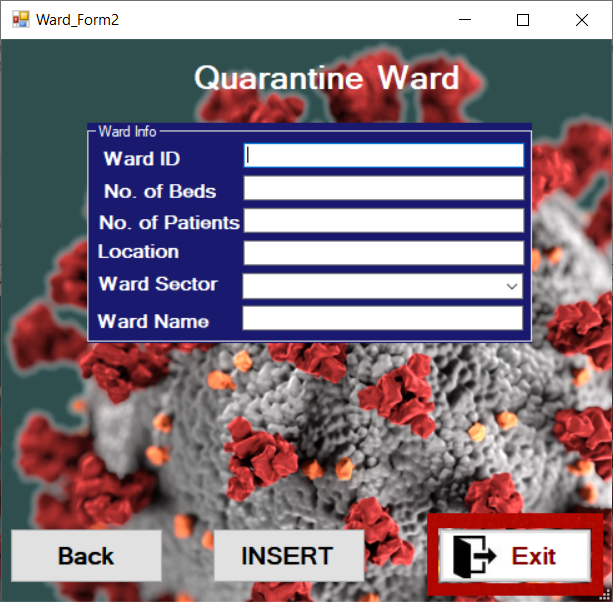 Ward_Form2
Quarantine Ward
Ward Info
Ward ID
No. of Beds
No. of Patients
Location
Ward Sector
Ward Name
Back
INSERT
Exit